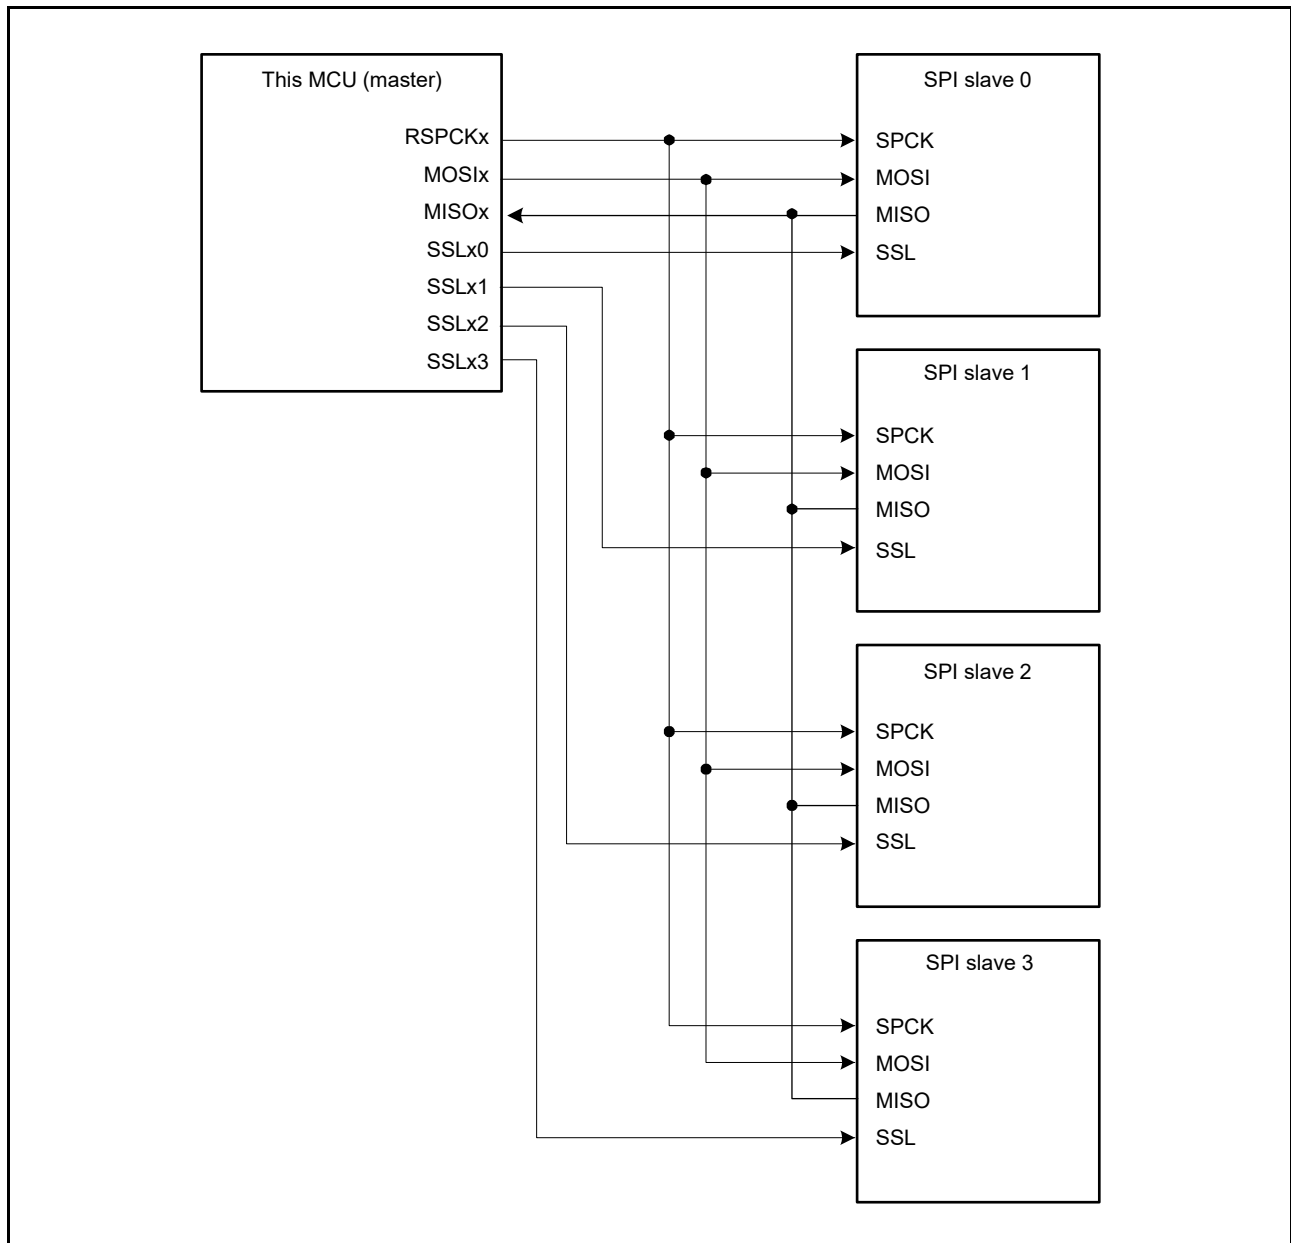 This MCU (master)
RSPCKx
MOSIx
MISOx
SSLx0
SSLx1
SSLx2
SSLx3
SPI slave 0
SPCK
MOSI
MISO
SSL
SPI slave 1
SPCK
MOSI
MISO
SSL
SPI slave 2
SPCK
MOSI
MISO
SSL
SPI slave 3
SPCK
MOSI
MISO
SSL